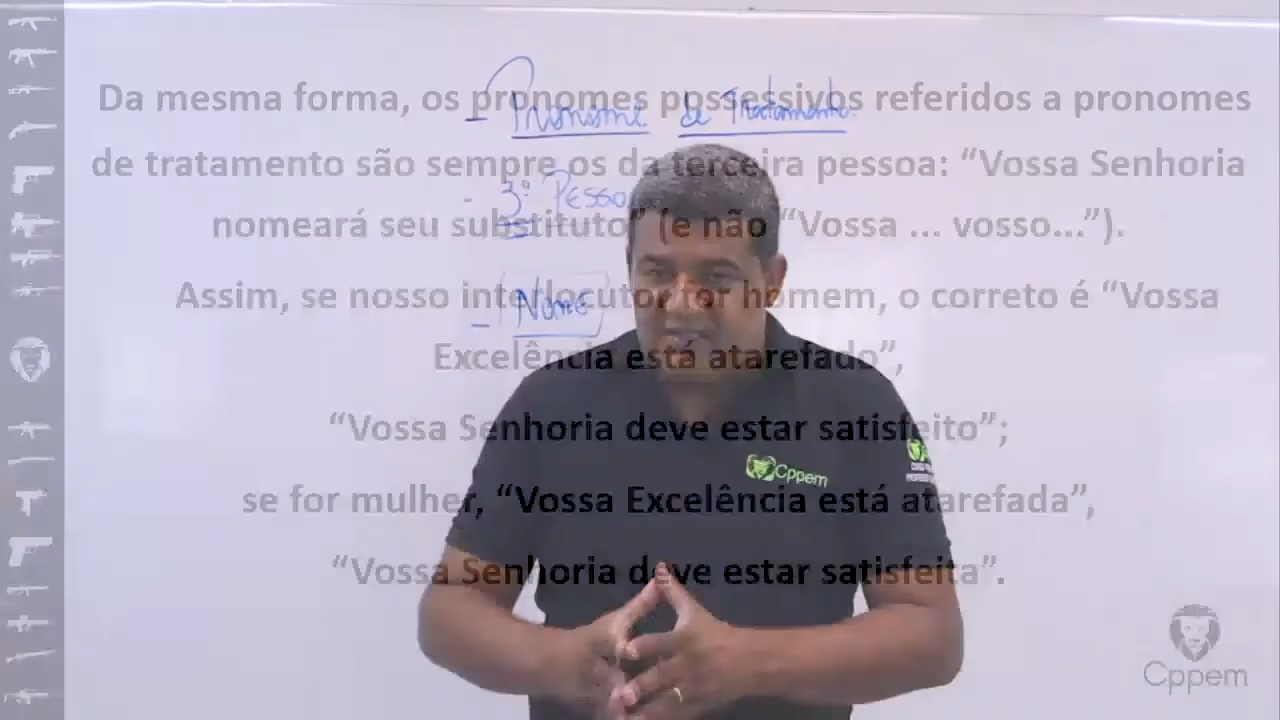 Da mesma forma, os pronomes possessivos referidos a pronomes
de tratamento são sempre os da terceira pessoa: “Vossa Senhoria
nomeará seu substituto” (e não “Vossa ... vosso...”).
Assim, se nosso interlocutor for homem, o correto é “Vossa
Excelência está atarefado”,
“Vossa Senhoria deve estar satisfeito”;
se for mulher, “Vossa Excelência está atarefada”,
“Vossa Senhoria deve estar satisfeita”.
- Pronome de Tratamento.
- 3ª Pessoa
- Nome
Cppem
Cppem